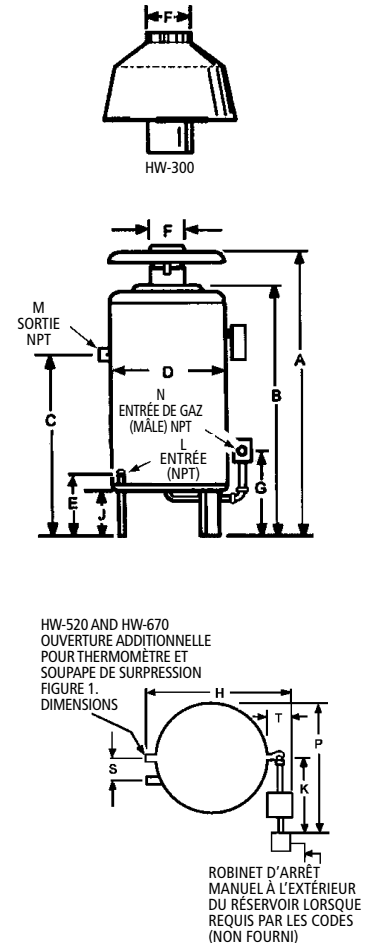 F
HW-300
F
M
SORTIE
NPT
A
B
C
D
N
ENTRÉE DE GAZ
(MÂLE) NPT
L
ENTRÉE
(NPT)
E
J
G
HW-520 AND HW-670
OUVERTURE ADDITIONNELLE
POUR THERMOMÈTRE ET
SOUPAPE DE SURPRESSION
FIGURE 1.
DIMENSIONS
H
T
P
S
K
ROBINET D'ARRÊT
MANUEL À L'EXTÉRIEUR
DU RÉSERVOIR LORSQUE
REQUIS PAR LES CODES
(NON FOURNI)